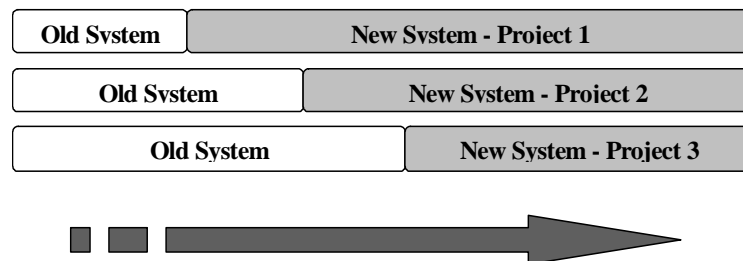 Old System New System - Project 1
Old System New System - Project 2
Old System New System - Project 3